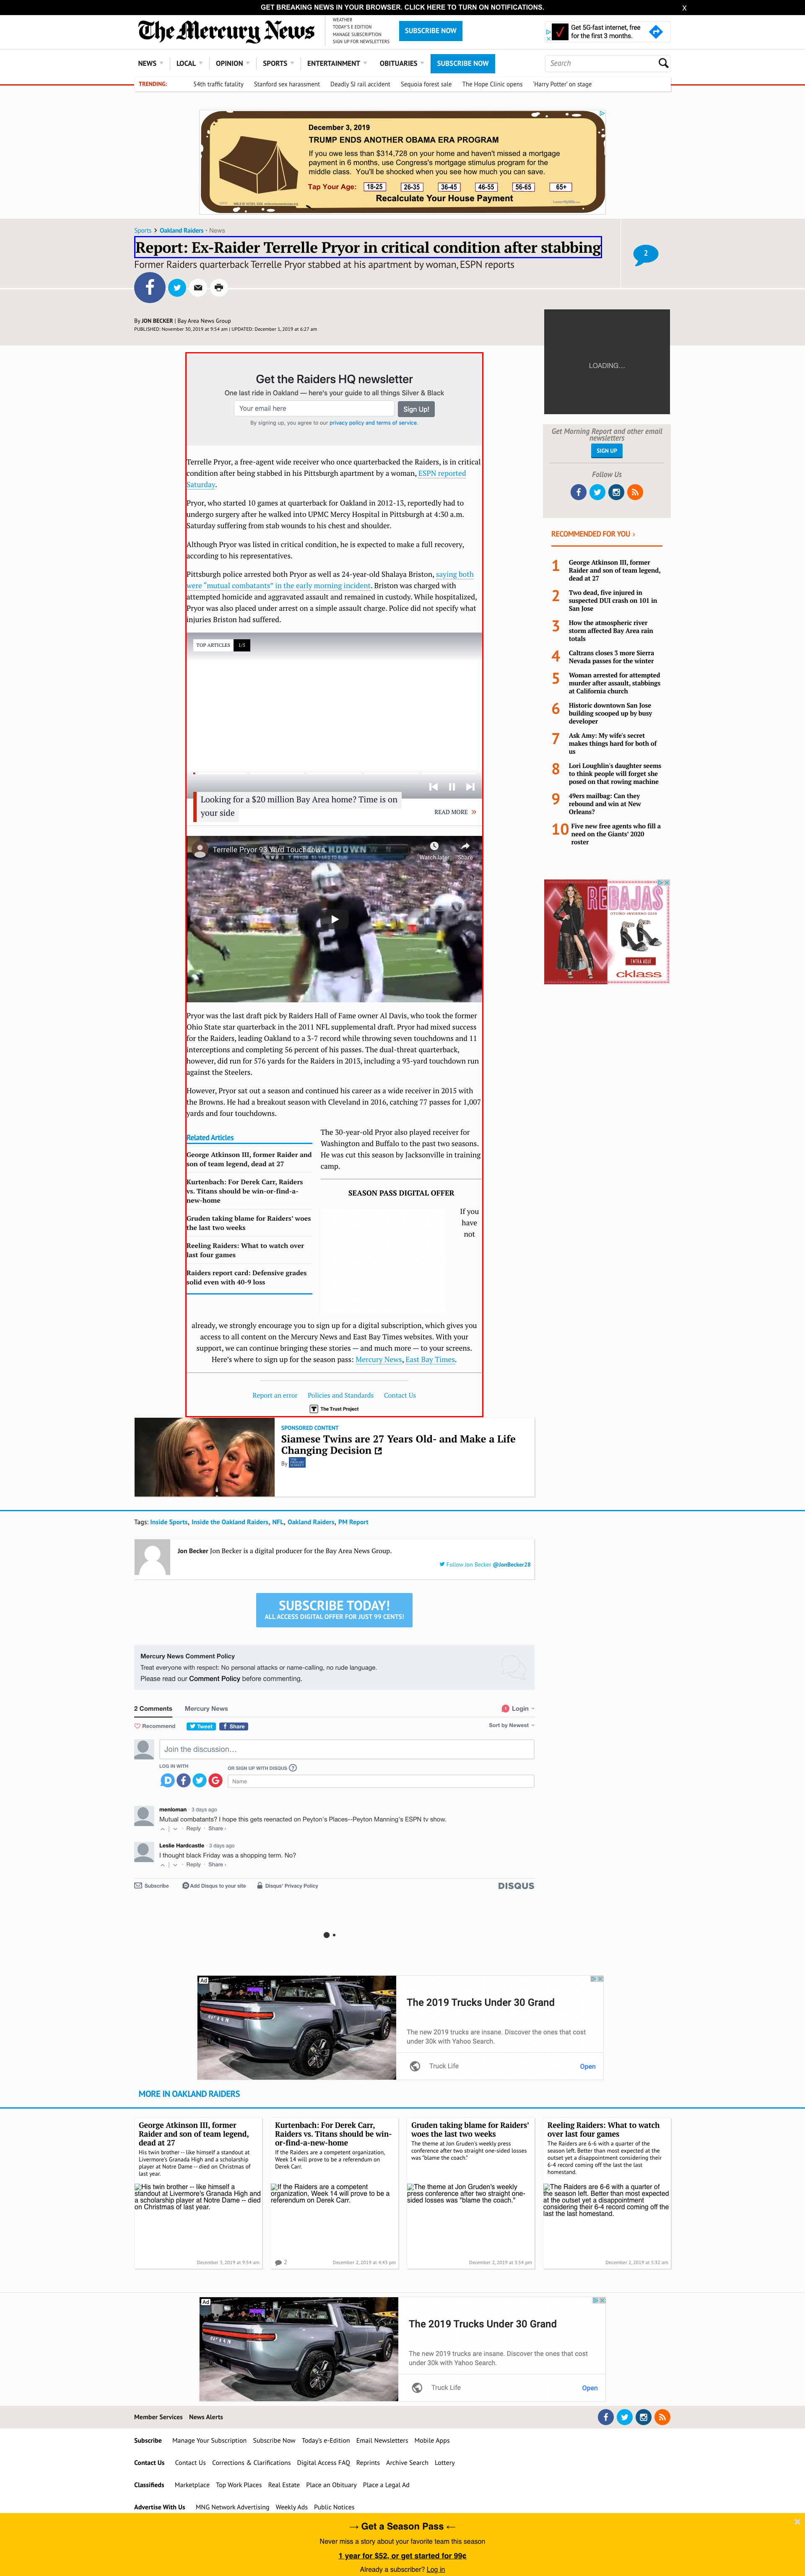 GET BREAKING NEWS IN YOUR BROWSER. CLICK HERE TO TURN ON NOTIFICATIONS.
X
The Mercury News
WEATHER
TODAY'S E EDITION
MANAGE SUBSCRIPTION
SIGN UP FOR NEWSLETTERS
SUBSCRIBE NOW
Get 5G-fast internet, free
for the first 3 months.
NEWS LOCAL OPINION SPORTS ENTERTAINMENT OBITUARIES SUBSCRIBE NOW
Search
TRENDING: 54th traffic fatality Stanford sex harassment Deadly SJ rail accident Sequoia forest sale The Hope Clinic opens 'Harry Potter' on stage
December 3, 2019
TRUMP ENDS ANOTHER OBAMA ERA PROGRAM
If you owe less than $314,728 on your home and haven't missed a mortgage
payment in 6 months, use Congress's mortgage stimulus program for the
middle class. You'll be shocked when you see how much you can save.
Tap Your Age: 18-25 26-35 36-45 46-55 56-65 65+
Recalculate Your House Payment
Sports > Oakland Raiders • News
Report: Ex-Raider Terrelle Pryor in critical condition after stabbing
Former Raiders quarterback Terrelle Pryor stabbed at his apartment by woman, ESPN reports
2
By JON BECKER | Bay Area News Group
PUBLISHED: November 30, 2019 at 9:54 am | UPDATED: December 1, 2019 at 6:27 am
Get the Raiders HQ newsletter
One last ride in Oakland — here's your guide to all things Silver & Black
Your email here
Sign Up!
By signing up, you agree to our privacy policy and terms of service.
Terrelle Pryor, a free-agent receiver who once quarterbacked the Raiders, is in critical
condition after being stabbed in his Pittsburgh apartment by a woman, ESPN reported
Saturday.
Pryor, who started 10 games at quarterback for Oakland in 2012-13, reportedly had to
undergo surgery after he walked into UPMC Mercy Hospital in Pittsburgh at 4:30 a.m.
Saturday suffering from stab wounds to his chest and shoulder.
Although Pryor was listed in critical condition, he is expected to make a full recovery,
according to his representatives.
Pittsburgh police arrested both Pryor as well as 24-year-old Shalaya Briston, saying both
were "mutual combatants" in the early morning incident. Briston was charged with
attempted homicide and aggravated assault and remained in custody. While hospitalized,
Pryor was also placed under arrest on a simple assault charge. Police did not specify what
injuries Briston had suffered.
TOP ARTICLES 1/5
Looking for a $20 million Bay Area home? Time is on
your side
READ MORE
Terrelle Pryor 93 Yard Touchdown
Watch later Share
Pryor was the last draft pick by Raiders Hall of Fame owner Al Davis, who took the former
Ohio State star quarterback in the 2011 NFL supplemental draft. Pryor had mixed success
for the Raiders, leading Oakland to a 3-7 record while throwing seven touchdowns and 11
interceptions and completing 56 percent of his passes. The dual-threat quarterback,
however, did run for 576 yards for the Raiders in 2013, including a 93-yard touchdown run
against the Steelers.
However, Pryor sat out a season and continued his career as a wide receiver in 2015 with
the Browns. He had a breakout season with Cleveland in 2016, catching 77 passes for 1,007
yards and four touchdowns.
Related Articles
George Atkinson III, former Raider and
son of team legend, dead at 27
Kurtenbach: For Derek Carr, Raiders
vs. Titans should be win-or-find-a-
new-home
Gruden taking blame for Raiders' woes
the last two weeks
Reeling Raiders: What to watch over
last four games
Raiders report card: Defensive grades
solid even with 40-9 loss
The 30-year-old Pryor also played receiver for
Washington and Buffalo to the past two seasons.
He was cut this season by Jacksonville in training
camp.
SEASON PASS DIGITAL OFFER
If you
have
not
already, we strongly encourage you to sign up for a digital subscription, which gives you
access to all content on the Mercury News and East Bay Times websites. With your
support, we can continue bringing these stories — and much more — to your screens.
Here's where to sign up for the season pass: Mercury News, East Bay Times.
Report an error Policies and Standards Contact Us
The Trust Project
LOADING...
Get Morning Report and other email
newsletters
SIGN UP
Follow Us
RECOMMENDED FOR YOU ›
1 George Atkinson III, former
Raider and son of team legend,
dead at 27
2 Two dead, five injured in
suspected DUI crash on 101 in
San Jose
3 How the atmospheric river
storm affected Bay Area rain
totals
4 Caltrans closes 3 more Sierra
Nevada passes for the winter
5 Woman arrested for attempted
murder after assault, stabbings
at California church
6 Historic downtown San Jose
building scooped up by busy
developer
7 Ask Amy: My wife's secret
makes things hard for both of
us
8 Lori Loughlin's daughter seems
to think people will forget she
posed on that rowing machine
9 49ers mailbag: Can they
rebound and win at New
Orleans?
10 Five new free agents who fill a
need on the Giants' 2020
roster
REBAJAS
OTOÑO-INVIERNO 2019
ENTRA AQUÍ
cklass
SPONSORED CONTENT
Siamese Twins are 27 Years Old- and Make a Life
Changing Decision
By
Tags: Inside Sports, Inside the Oakland Raiders, NFL, Oakland Raiders, PM Report
Jon Becker Jon Becker is a digital producer for the Bay Area News Group.
Follow Jon Becker @JonBecker28
SUBSCRIBE TODAY!
ALL ACCESS DIGITAL OFFER FOR JUST 99 CENTS!
Mercury News Comment Policy
Treat everyone with respect: No personal attacks or name-calling, no rude language.
Please read our Comment Policy before commenting.
2 Comments Mercury News Login
Recommend Tweet Share Sort by Newest
Join the discussion...
LOG IN WITH
OR SIGN UP WITH DISQUS ?
Name
menloman · 3 days ago
Mutual combatants? I hope this gets reenacted on Peyton's Places--Peyton Manning's ESPN tv show.
Reply · Share ›
Leslie Hardcastle · 3 days ago
I thought black Friday was a shopping term. No?
Reply · Share ›
Subscribe Add Disqus to your site Disqus' Privacy Policy DISQUS
Ad
The 2019 Trucks Under 30 Grand
The new 2019 trucks are insane. Discover the ones that cost
under 30k with Yahoo Search.
Truck Life Open
MORE IN OAKLAND RAIDERS
George Atkinson III, former
Raider and son of team legend,
dead at 27
His twin brother -- like himself a standout at
Livermore's Granada High and a scholarship
player at Notre Dame -- died on Christmas of
last year.
His twin brother -- like himself a
standout at Livermore's Granada High and
a scholarship player at Notre Dame -- died
on Christmas of last year.
December 3, 2019 at 9:54 am
Kurtenbach: For Derek Carr,
Raiders vs. Titans should be win-
or-find-a-new-home
If the Raiders are a competent organization,
Week 14 will prove to be a referendum on
Derek Carr.
If the Raiders are a competent
organization, Week 14 will prove to be a
referendum on Derek Carr.
2 December 2, 2019 at 4:43 pm
Gruden taking blame for Raiders'
woes the last two weeks
The theme at Jon Gruden's weekly press
conference after two straight one-sided losses
was "blame the coach."
The theme at Jon Gruden's weekly
press conference after two straight one-
sided losses was "blame the coach."
December 2, 2019 at 3:54 pm
Reeling Raiders: What to watch
over last four games
The Raiders are 6-6 with a quarter of the
season left. Better than most expected at the
outset yet a disappointment considering their
6-4 record coming off the last the last
homestand.
The Raiders are 6-6 with a quarter of
the season left. Better than most expected
at the outset yet a disappointment
considering their 6-4 record coming off the
last the last homestand.
December 2, 2019 at 5:32 am
Ad
The 2019 Trucks Under 30 Grand
The new 2019 trucks are insane. Discover the ones that cost
under 30k with Yahoo Search.
Truck Life Open
Member Services News Alerts
Subscribe Manage Your Subscription Subscribe Now Today's e-Edition Email Newsletters Mobile Apps
Contact Us Contact Us Corrections & Clarifications Digital Access FAQ Reprints Archive Search Lottery
Classifieds Marketplace Top Work Places Real Estate Place an Obituary Place a Legal Ad
Advertise With Us MNG Network Advertising Weekly Ads Public Notices
→ Get a Season Pass ←
Never miss a story about your favorite team this season
1 year for $52, or get started for 99¢
Already a subscriber? Log in